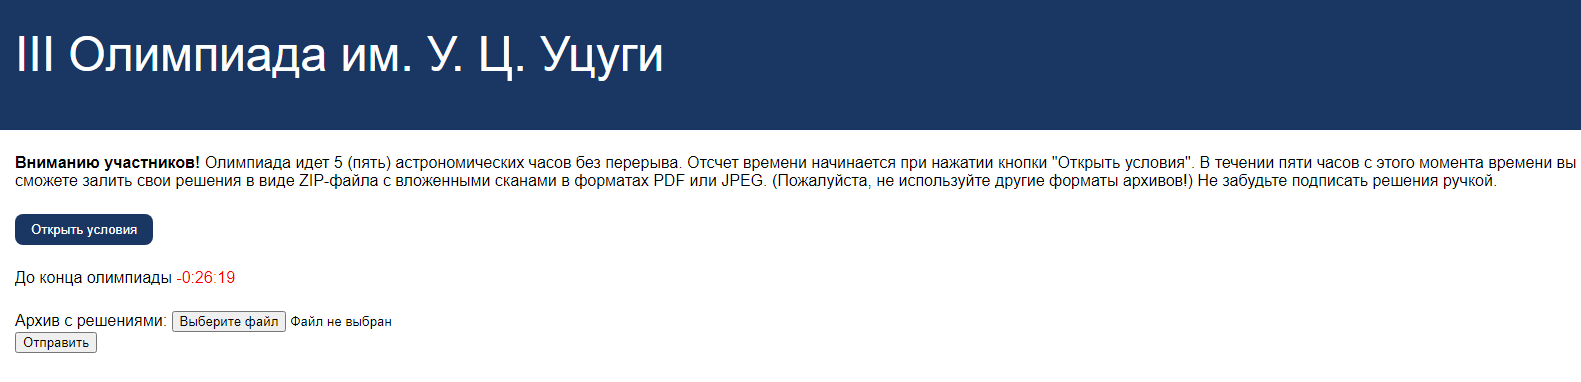 III Олимпиада им. У. Ц. Уцуги
Вниманию участников! Олимпиада идет 5 (пять) астрономических часов без перерыва. Отсчет времени начинается при нажатии кнопки "Открыть условия". В течении пяти часов с этого момента времени вы
сможете залить свои решения в виде ZIP-файла с вложенными сканами в форматах PDF или JPEG. (Пожалуйста, не используйте другие форматы архивов!) Не забудьте подписать решения ручкой.
Открыть условия
До конца олимпиады -0:26:19
Архив с решениями: Выберите файл Файл не выбран
Отправить